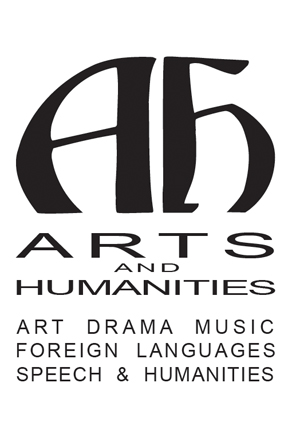 Ah
ARTS
AND
HUMANITIES
ART DRAMA MUSIC
FOREIGN LANGUAGES
SPEECH & HUMANITIES